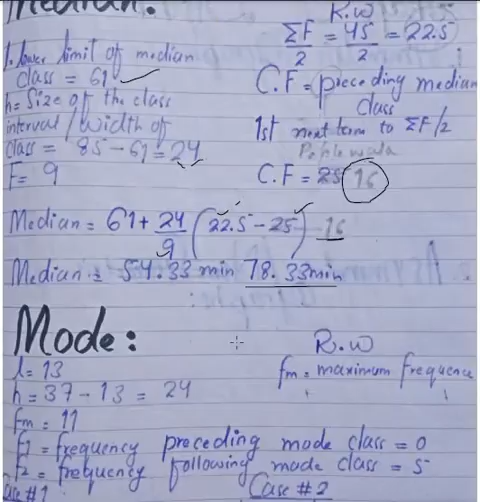 Median:
R.W
ΣF/2 = 45/2 = 22.5
l= lower limit of median
class = 61
C.F = preceding median
class
h= Size of the class
interval / width of
class = 85 - 61 = 24
1st next term to ΣF/2
Pehle wala
F= 9
C.F = 25 16
Median = 61 + 24/9 (22.5 - 25) 16
Median = 54.33 min 78.33min
Mode:
R.W
l= 13
fm = maximum frequence
h = 37 - 13 = 24
fm = 11
f1 = frequency preceding mode class = 0
f2 = frequency following mode class = 5
Case #1
Case #2